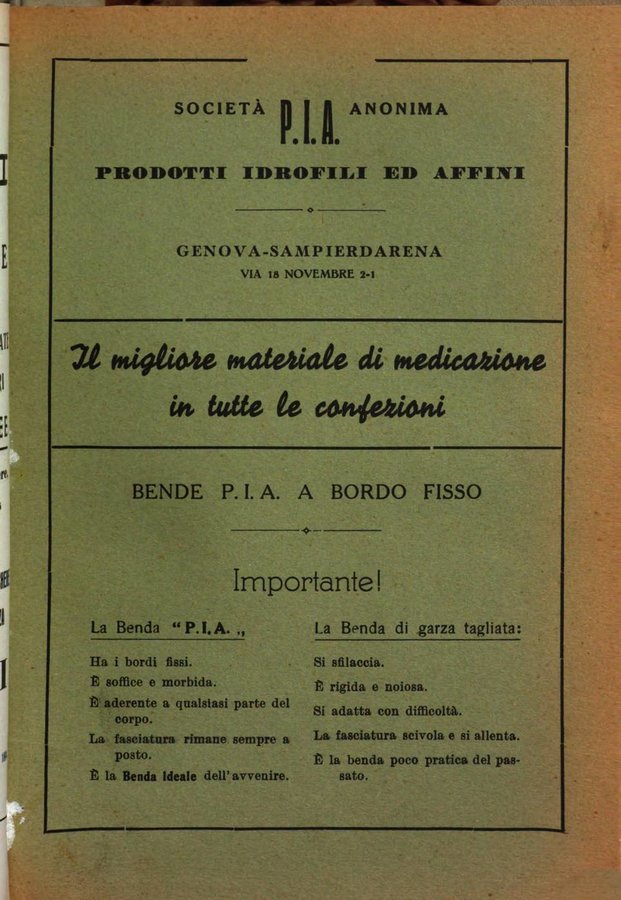 SOCIETÀ P.I.A. ANONIMA
PRODOTTI IDROFILI ED AFFINI
GENOVA-SAMPIERDARENA
VIA 18 NOVEMBRE 2-1
Il migliore materiale di medicazione
in tutte le confezioni
BENDE P. I. A. A BORDO FISSO
Importante!
La Benda “P.I.A.„
Ha i bordi fissi.
È soffice e morbida.
È aderente a qualsiasi parte del
corpo.
La fasciatura rimane sempre a
posto.
È la Benda Ideale dell'avvenire.
La Benda di garza tagliata:
Si sfilaccia.
È rigida e noiosa.
Si adatta con difficoltà.
La fasciatura scivola e si allenta.
È la benda poco pratica del pas-
sato.